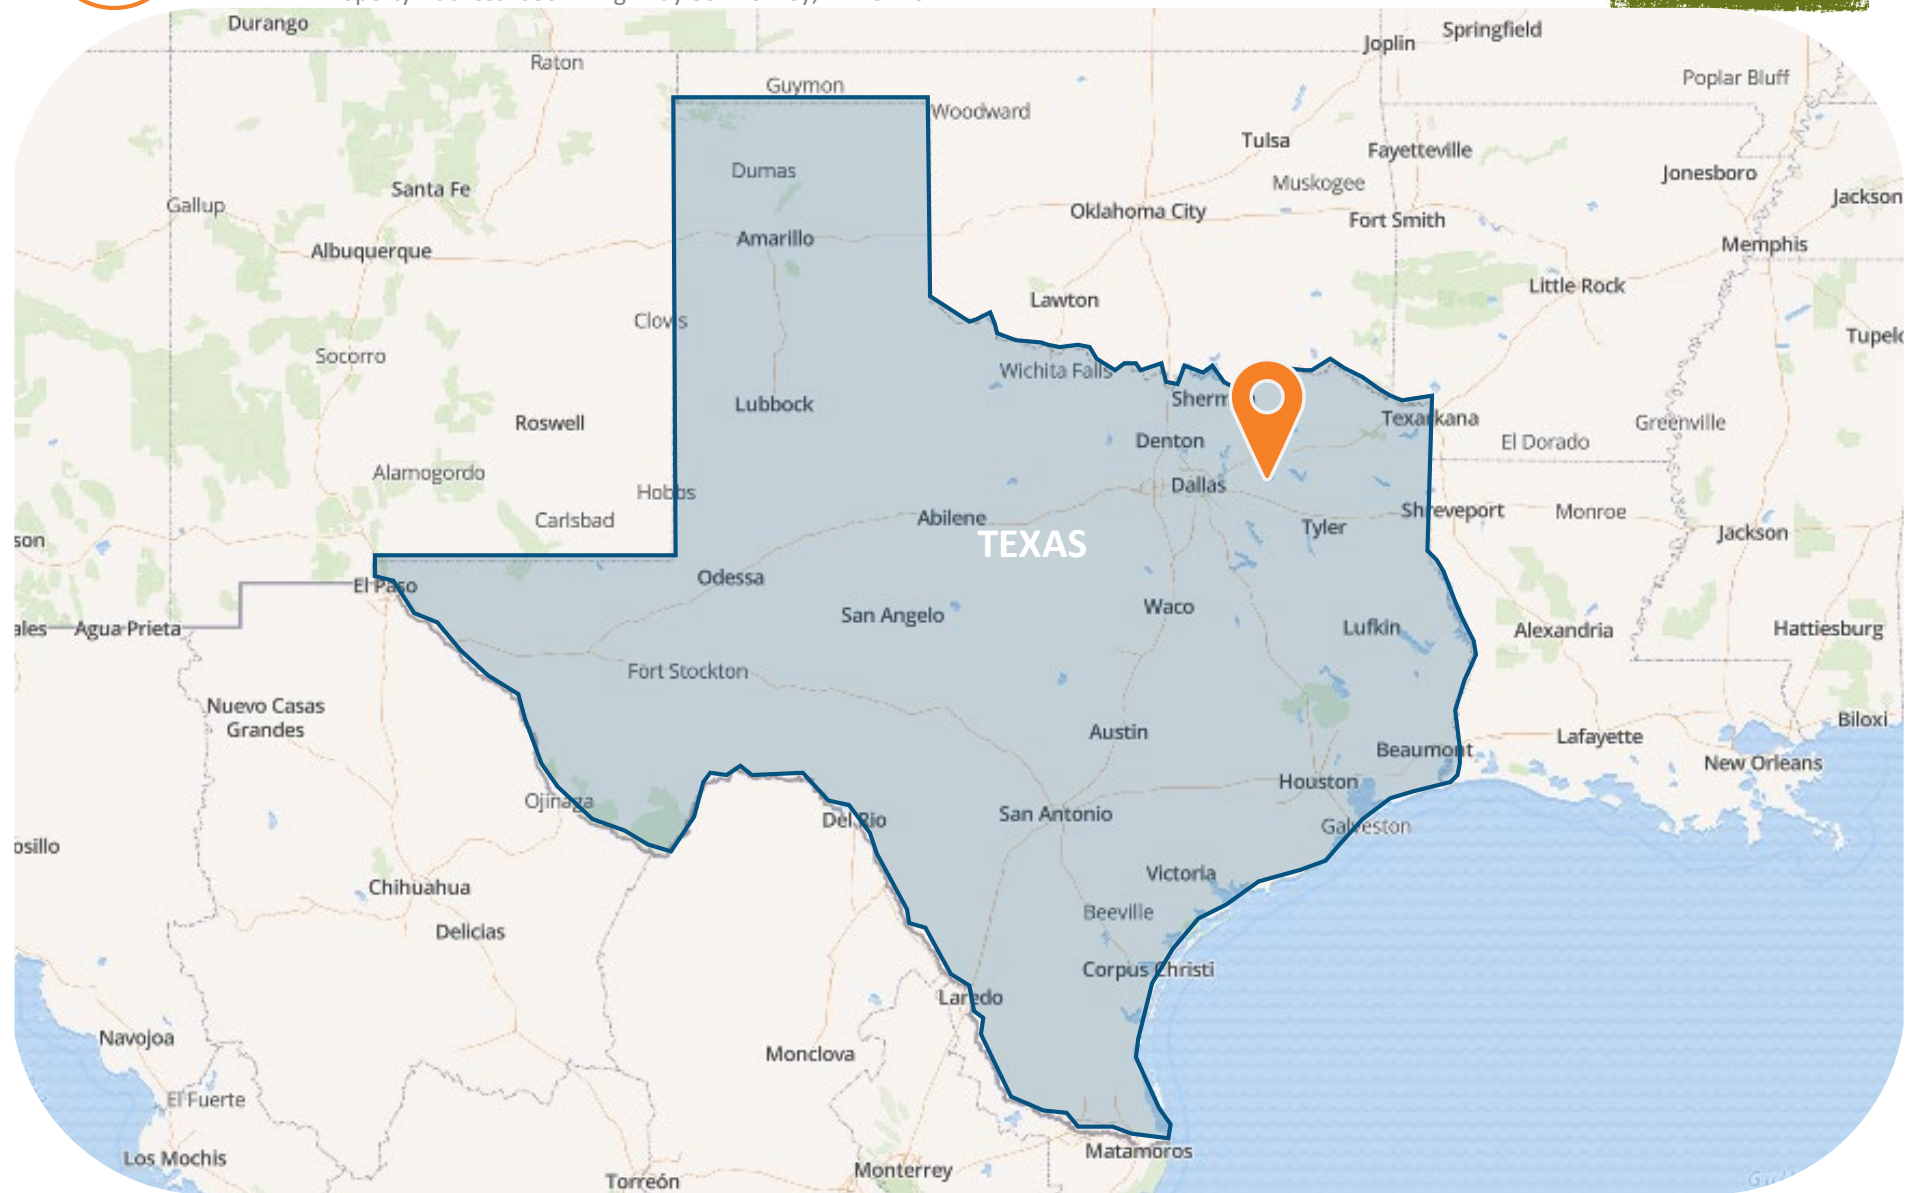 Durango
Springfield
Joplin
Raton
Poplar Bluff
Guymon
Woodward
Tulsa
Fayetteville
Dumas
Jonesboro
Muskogee
Santa Fe
Jackson
Gallup
Oklahoma City
Fort Smith
Amarillo
Memphis
Albuquerque
Little Rock
Lawton
Clovis
Tupelo
Socorro
Wichita Falls
Lubbock
Texarkana
Roswell
Greenville
Denton
El Dorado
Alamogordo
Dallas
Hobbs
Shreveport
Monroe
Abilene
Carlsbad
Tyler
Jackson
son
TEXAS
Odessa
El Paso
Waco
San Angelo
ales
Agua Prieta
Lufkin
Alexandria
Hattiesburg
Fort Stockton
Nuevo Casas
Grandes
Biloxi
Austin
Lafayette
Beaumont
New Orleans
Houston
Ojinaga
San Antonio
Del Rio
Galveston
osillo
Victoria
Chihuahua
Beeville
Delicias
Corpus Christi
Laredo
Navojoa
Monclova
El Fuerte
Matamoros
Los Mochis
Monterrey
Torreón